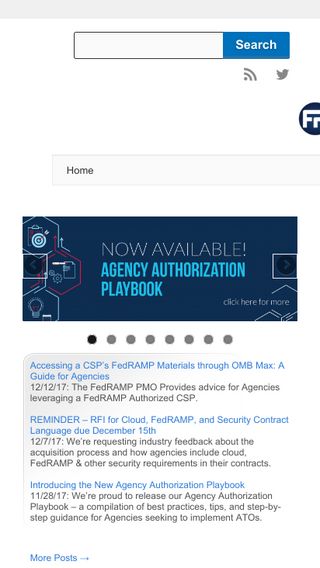 Search
FR
Home
NOW AVAILABLE!
AGENCY AUTHORIZATION
PLAYBOOK
click here for more
Accessing a CSP's FedRAMP Materials through OMB Max: A
Guide for Agencies
12/12/17: The FedRAMP PMO Provides advice for Agencies
leveraging a FedRAMP Authorized CSP.
REMINDER – RFI for Cloud, FedRAMP, and Security Contract
Language due December 15th
12/7/17: We're requesting industry feedback about the
acquisition process and how agencies include cloud,
FedRAMP & other security requirements in their contracts.
Introducing the New Agency Authorization Playbook
11/28/17: We're proud to release our Agency Authorization
Playbook – a compilation of best practices, tips, and step-by-
step guidance for Agencies seeking to implement ATOs.
More Posts →